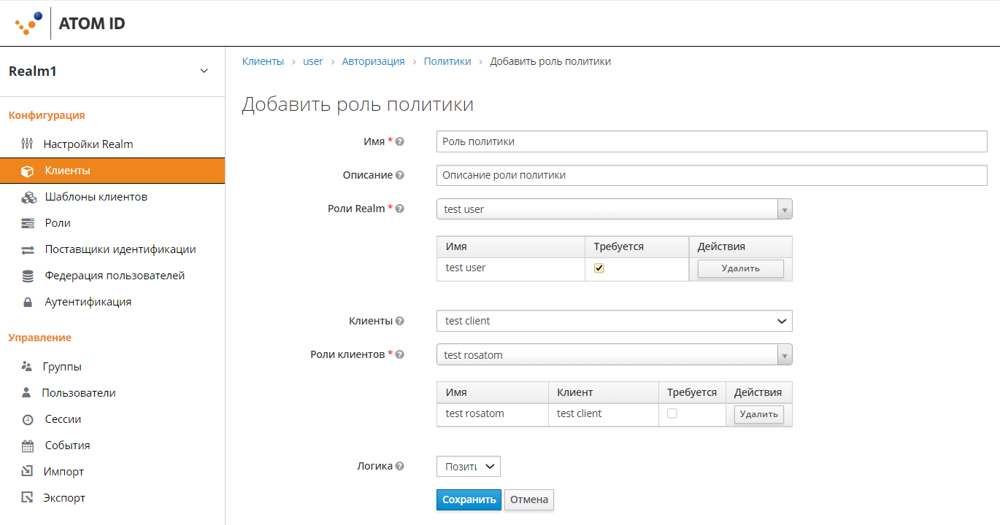 ATOM ID
Realm1
Конфигурация
Настройки Realm
Клиенты
Шаблоны клиентов
Роли
Поставщики идентификации
Федерация пользователей
Аутентификация
Управление
Группы
Пользователи
Сессии
События
Импорт
Экспорт
Клиенты > user > Авторизация > Политики > Добавить роль политики
Добавить роль политики
Имя * Роль политики
Описание Описание роли политики
Роли Realm * test user
Имя Требуется Действия
test user Удалить
Клиенты test client
Роли клиентов * test rosatom
Имя Клиент Требуется Действия
test rosatom test client Удалить
Логика Позити
Сохранить Отмена